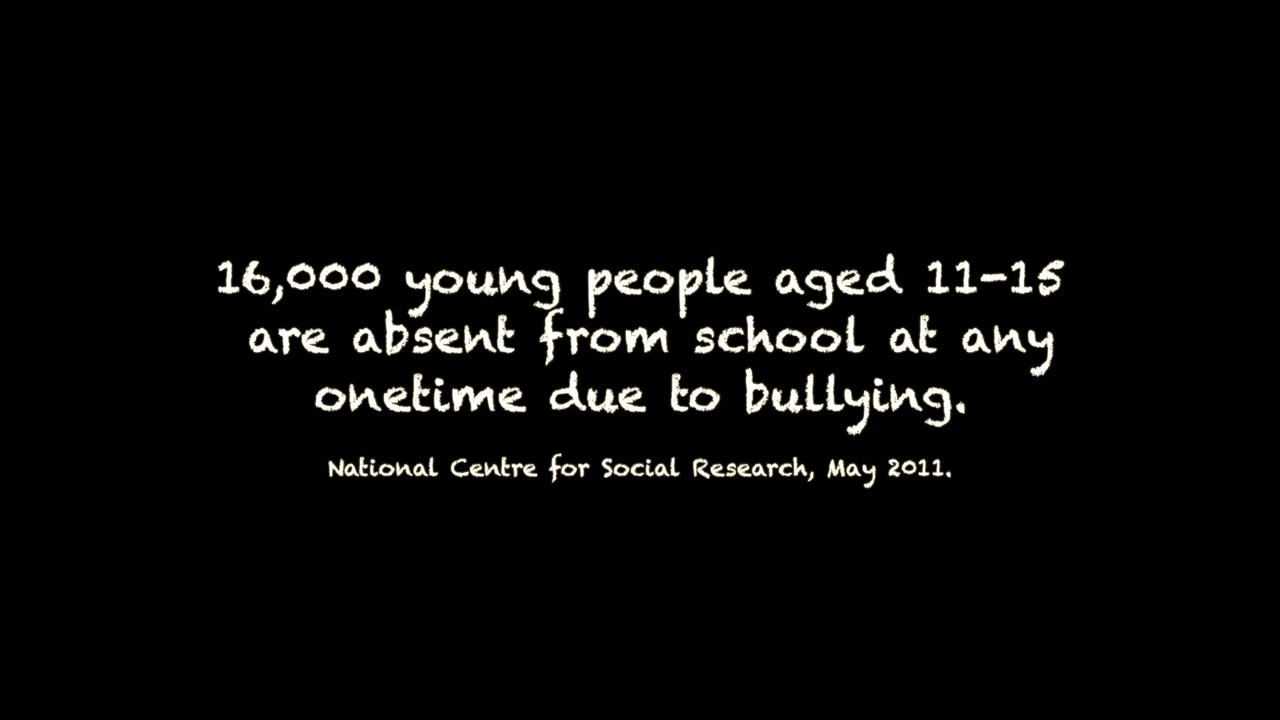 16,000 young people aged 11-15
are absent from school at any
onetime due to bullying.
National Centre for Social Research, May 2011.